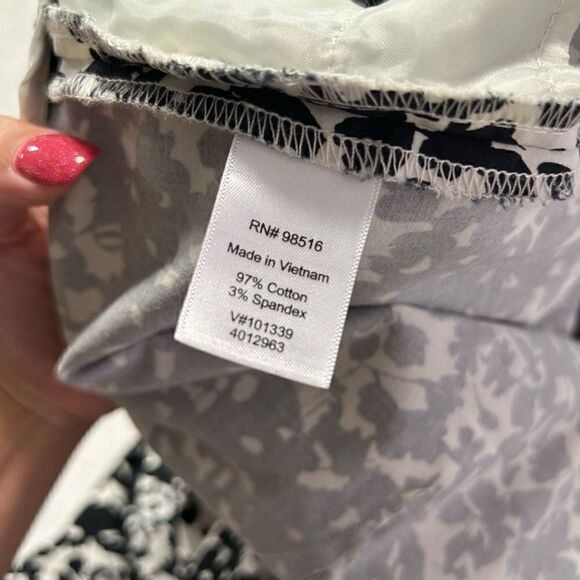 RN# 98516
Made in Vietnam
97% Cotton
3% Spandex
V#101339
4012963